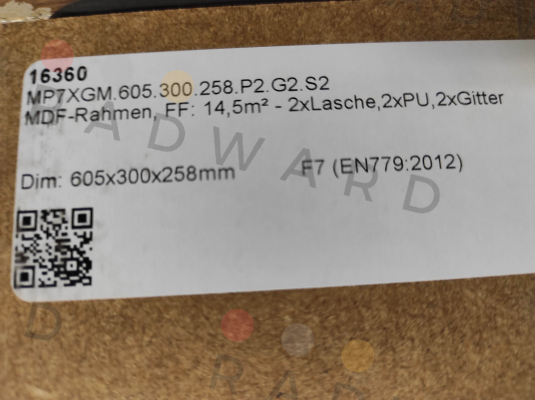 16360
MP7XGM.605.300.258.P2.G2.S2
MDF-Rahmen, FF: 14,5m² - 2xLasche,2xPU,2xGitter
Dim: 605x300x258mm F7 (EN779:2012)
ADWARD